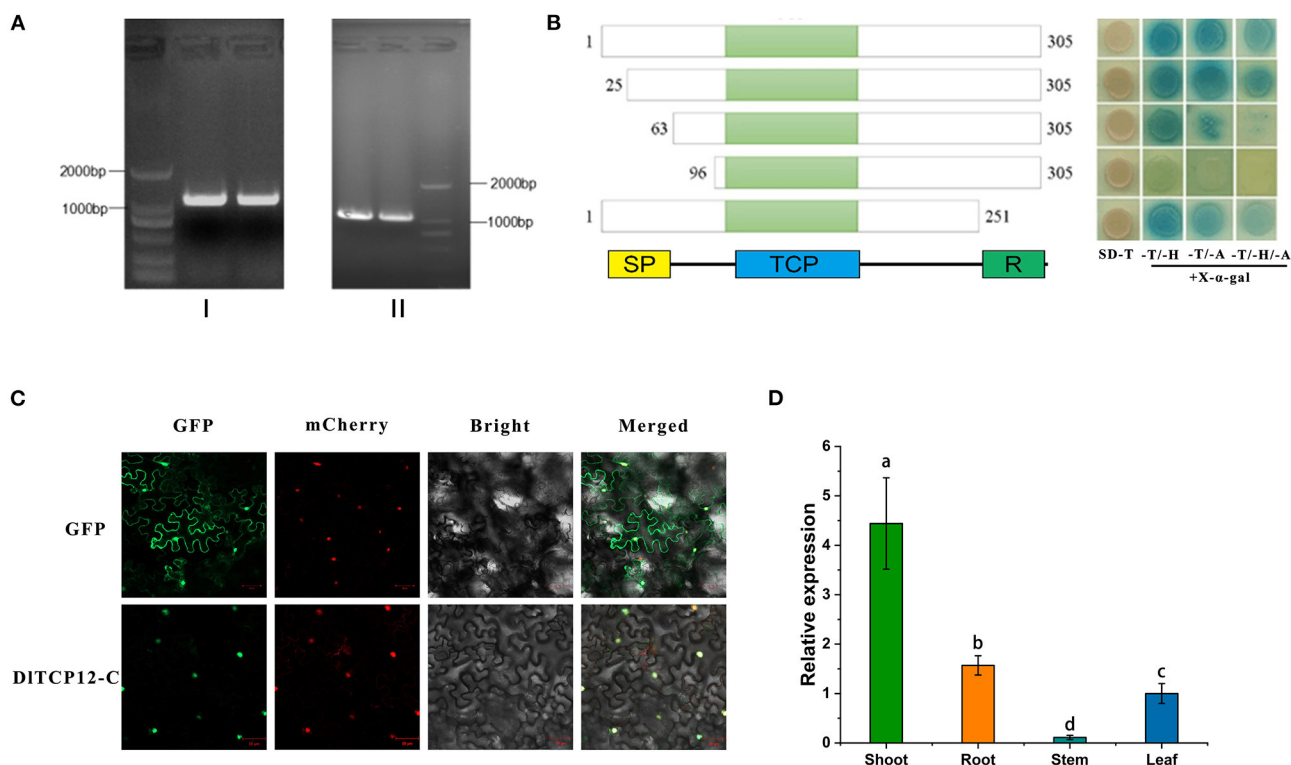 A
2000bp
1000bp
2000bp
1000bp
I
II
B
1
305
25
305
63
305
96
305
1
251
SP
TCP
R
SD-T
-T/-H
-T/-A
-T/-H/-A
+X-α-gal
C
GFP
mCherry
Bright
Merged
GFP
DlTCP12-C
D
Relative expression
6
5
4
3
2
1
0
a
b
d
c
Shoot
Root
Stem
Leaf